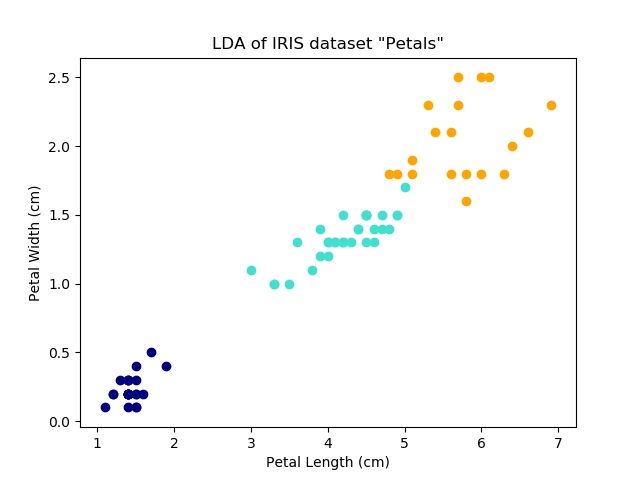 LDA of IRIS dataset "Petals"
2.5
2.0
1.5
1.0
0.5
0.0
Petal Width (cm)
1 2 3 4 5 6 7
Petal Length (cm)